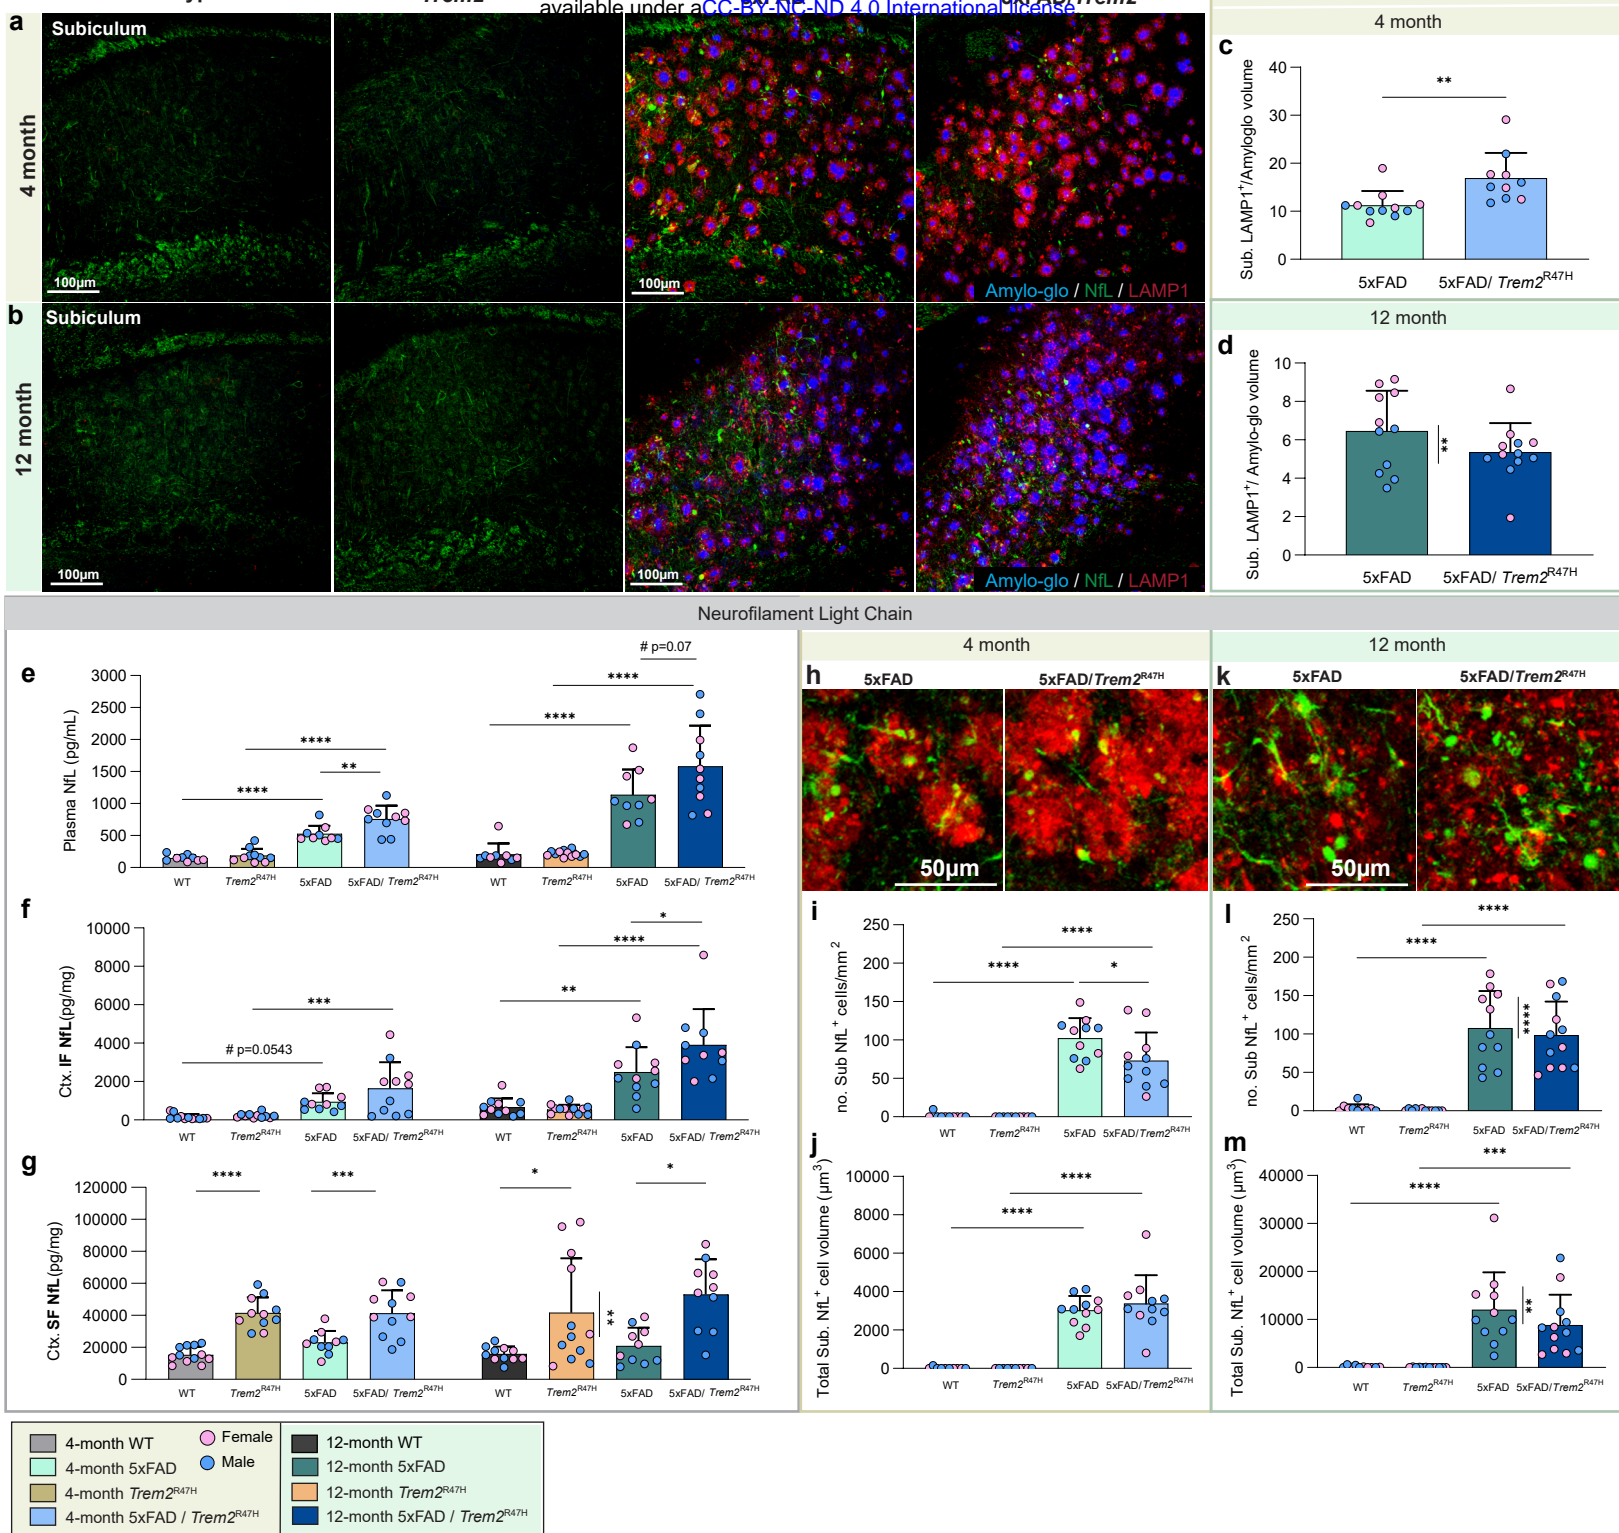 available under aCC-BY-NC-ND 4.0 International license
a
Subiculum
4 month
100µm
100µm
Amylo-glo / NfL / LAMP1
b
Subiculum
12 month
100µm
100µm
Amylo-glo / NfL / LAMP1
4 month
c
Sub. LAMP1+/Amyloglo volume
40
30
20
10
0
**
5xFAD
5xFAD/ Trem2R47H
12 month
d
Sub. LAMP1+/ Amylo-glo volume
10
8
6
4
2
0
**
5xFAD
5xFAD/ Trem2R47H
Neurofilament Light Chain
e
Plasma NfL (pg/mL)
3000
2500
2000
1500
1000
500
0
****
**
****
****
****
# p=0.07
WT
Trem2R47H
5xFAD
5xFAD/ Trem2R47H
WT
Trem2R47H
5xFAD
5xFAD/ Trem2R47H
f
Ctx. IF NfL(pg/mg)
10000
8000
6000
4000
2000
0
# p=0.0543
***
**
****
*
WT
Trem2R47H
5xFAD
5xFAD/ Trem2R47H
WT
Trem2R47H
5xFAD
5xFAD/ Trem2R47H
g
Ctx. SF NfL(pg/mg)
120000
100000
80000
60000
40000
20000
0
****
***
*
**
*
WT
Trem2R47H
5xFAD
5xFAD/ Trem2R47H
WT
Trem2R47H
5xFAD
5xFAD/ Trem2R47H
4 month
h
5xFAD
5xFAD/Trem2R47H
50µm
i
no. Sub NfL+ cells/mm2
250
200
150
100
50
0
****
****
*
WT
Trem2R47H
5xFAD
5xFAD/Trem2R47H
j
Total Sub. NfL+ cell volume (µm3)
10000
8000
6000
4000
2000
0
****
****
WT
Trem2R47H
5xFAD
5xFAD/Trem2R47H
12 month
k
5xFAD
5xFAD/Trem2R47H
50µm
l
no. Sub NfL+ cells/mm2
250
200
150
100
50
0
****
****
****
WT
Trem2R47H
5xFAD
5xFAD/Trem2R47H
m
Total Sub. NfL+ cell volume (µm3)
40000
30000
20000
10000
0
****
***
**
WT
Trem2R47H
5xFAD
5xFAD/Trem2R47H
4-month WT
4-month 5xFAD
4-month Trem2R47H
4-month 5xFAD / Trem2R47H
Female
Male
12-month WT
12-month 5xFAD
12-month Trem2R47H
12-month 5xFAD / Trem2R47H